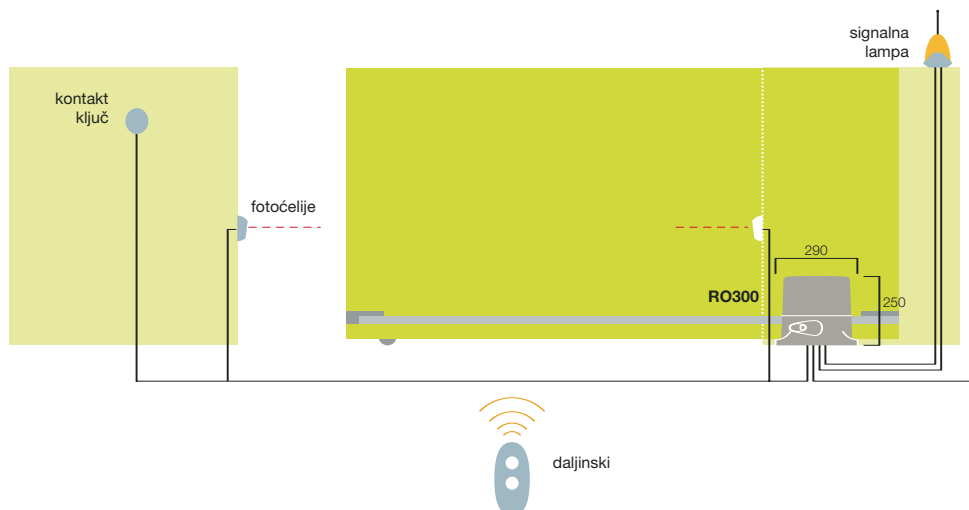 signalna
lampa
kontakt
ključ
fotoćelije
290
RO300
250
daljinski